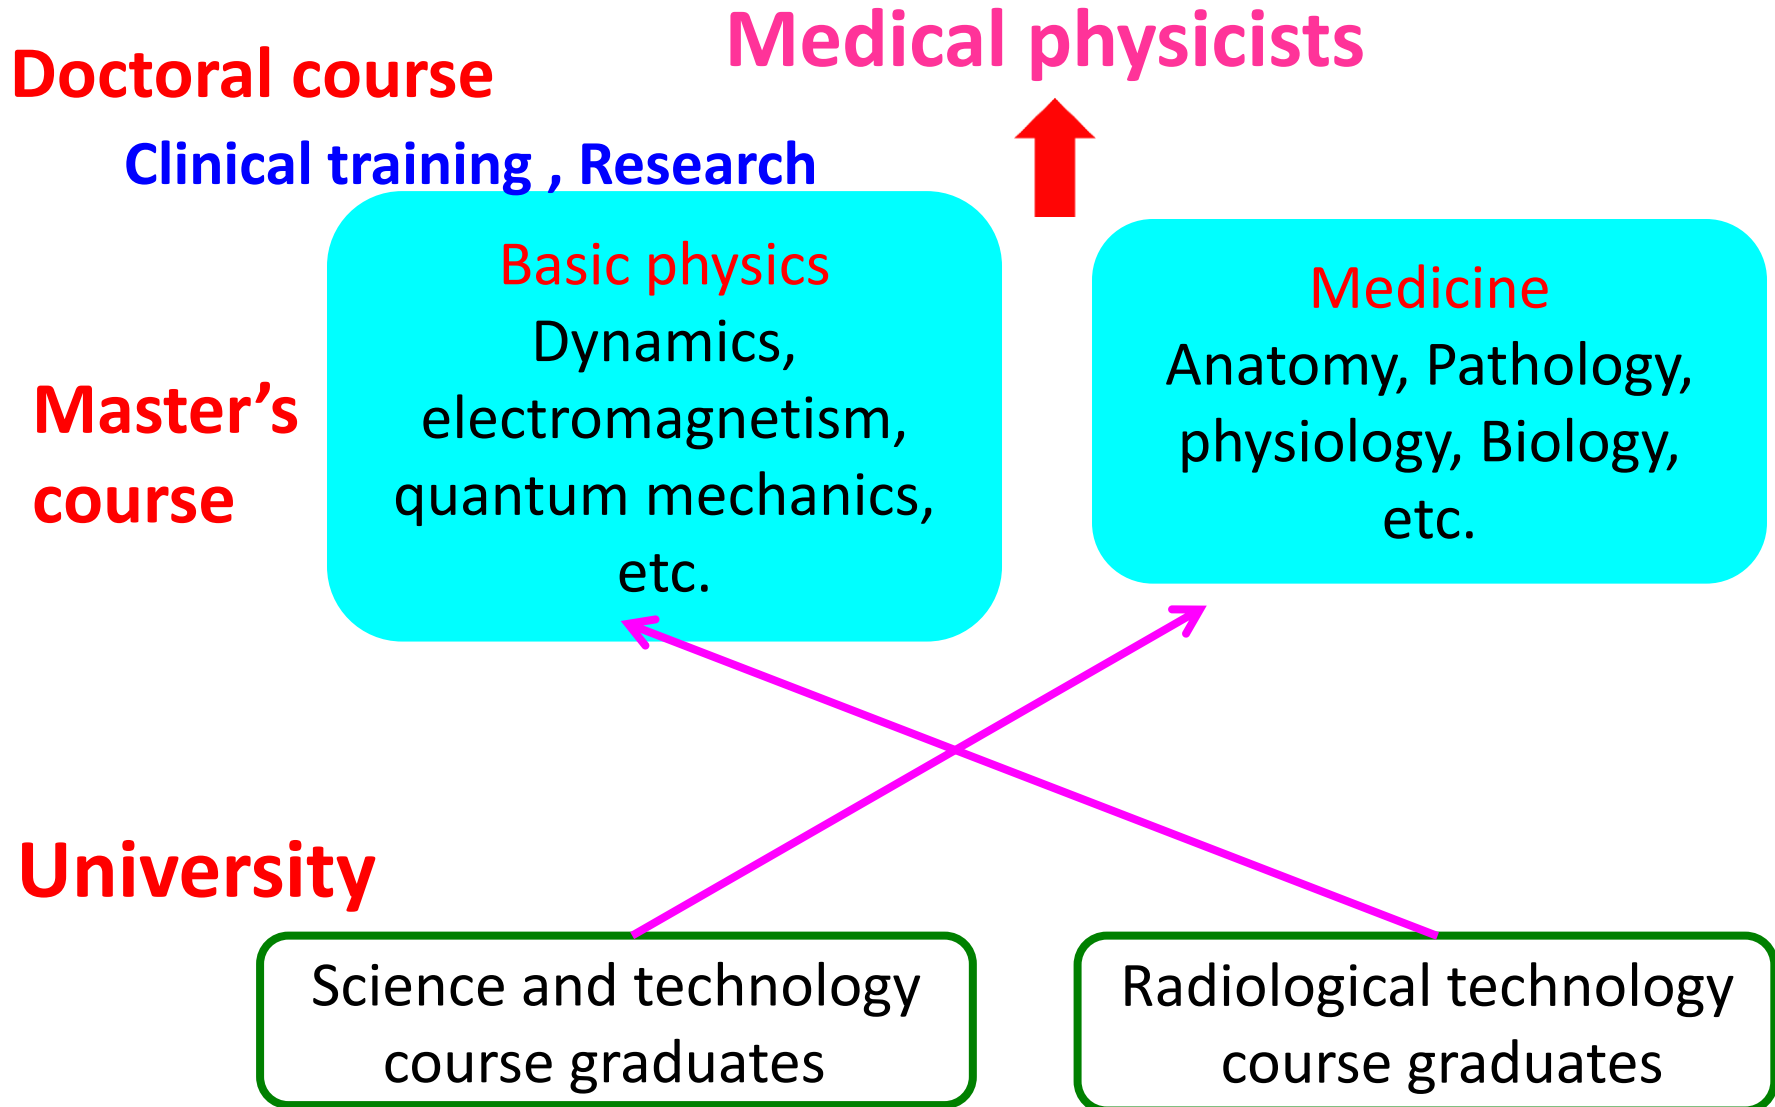 Medical physicists
Doctoral course
Clinical training , Research
Basic physics
Dynamics,
electromagnetism,
quantum mechanics,
etc.
Medicine
Anatomy, Pathology,
physiology, Biology,
etc.
Master’s
course
University
Science and technology
course graduates
Radiological technology
course graduates